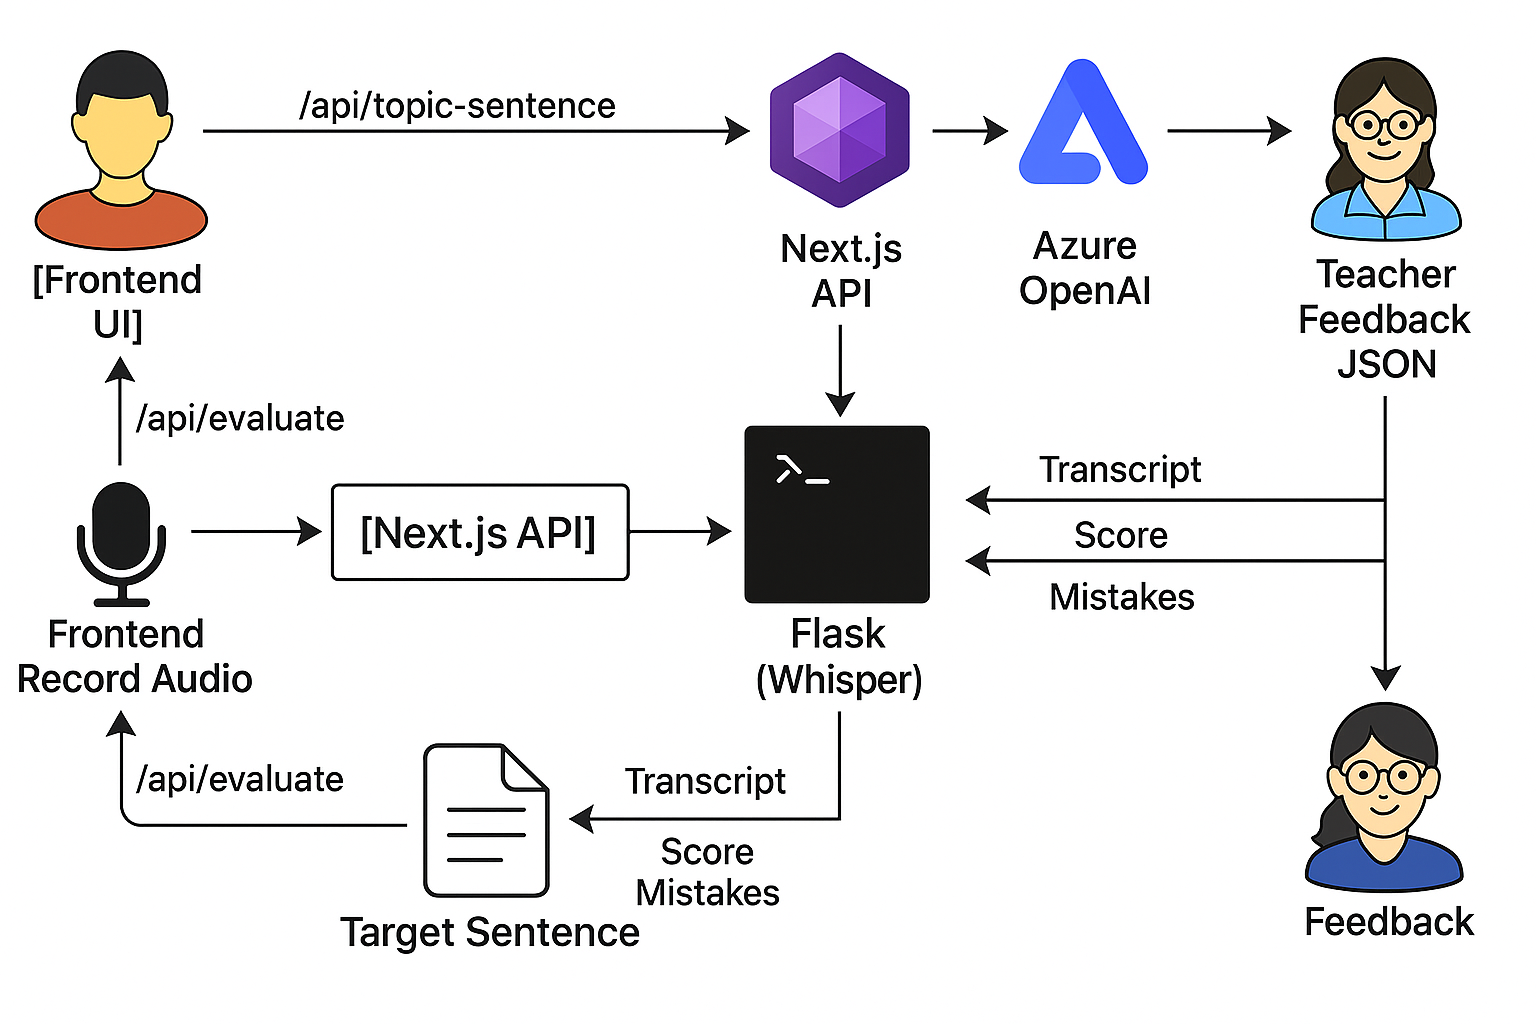 /api/topic-sentence
[Frontend
UI]
Next.js
API
Azure
OpenAI
Teacher
Feedback
JSON
/api/evaluate
[Next.js API]
Transcript
Score
Mistakes
Frontend
Record Audio
Flask
(Whisper)
/api/evaluate
Transcript
Score
Mistakes
Target Sentence
Feedback